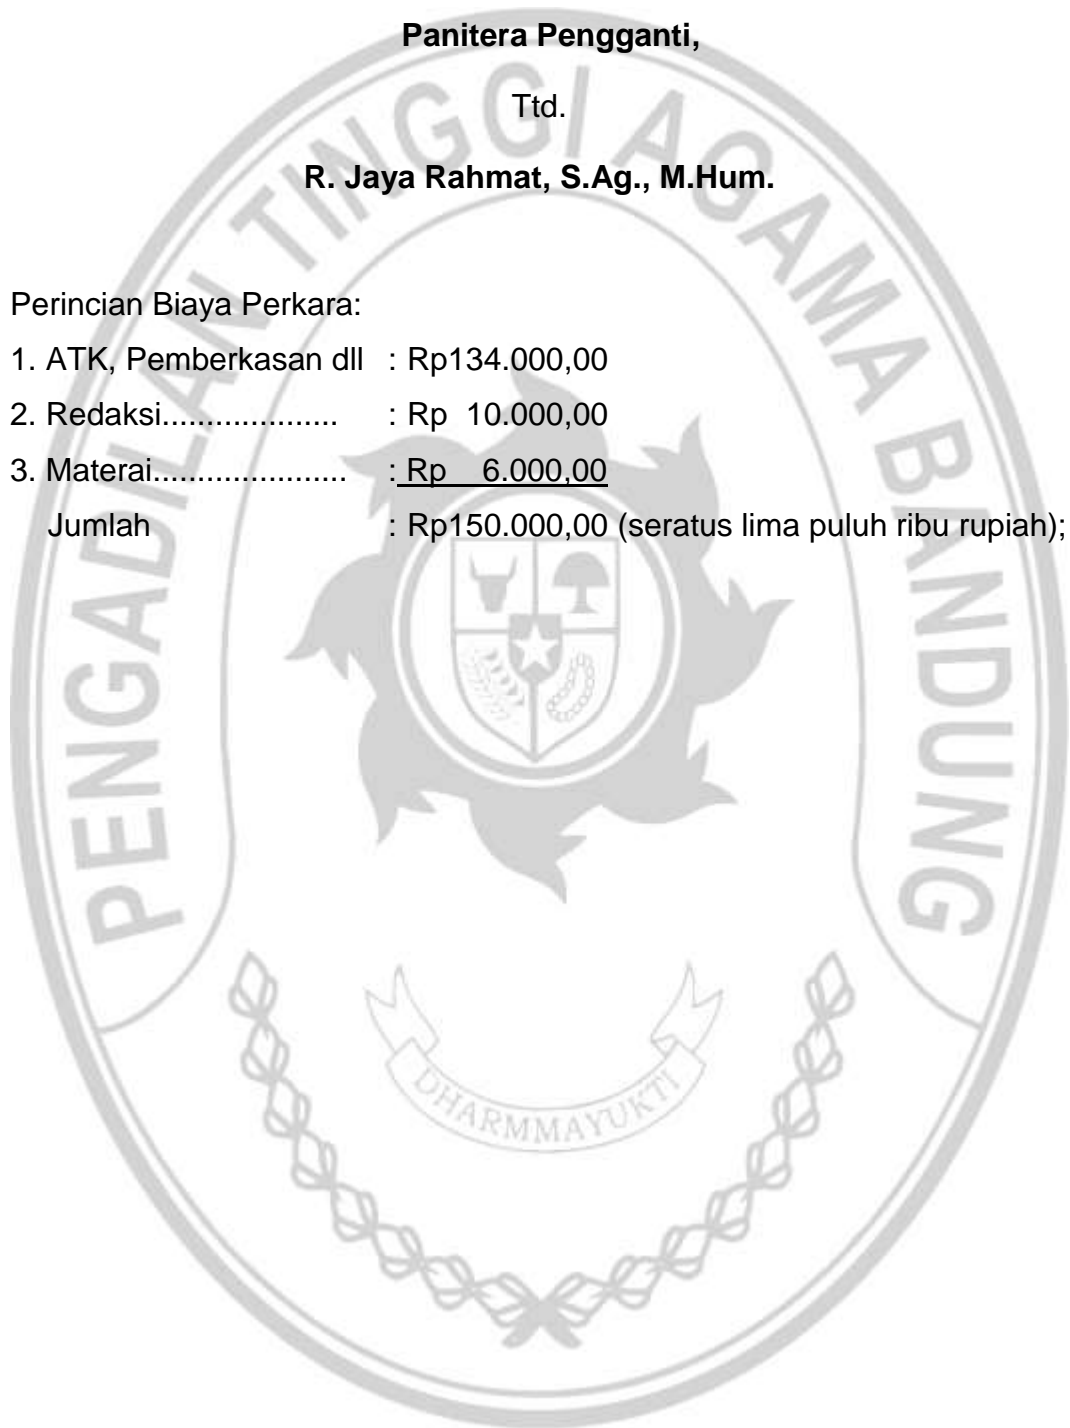 Panitera Pengganti,
Ttd.
R. Jaya Rahmat, S.Ag., M.Hum.
Perincian Biaya Perkara:
1. ATK, Pemberkasan dll : Rp134.000,00
2. Redaksi.................... : Rp 10.000,00
3. Materai...................... : Rp 6.000,00
Jumlah : Rp150.000,00 (seratus lima puluh ribu rupiah);
PENGADILAN TINGGI AGAMA BANDUNG
DHARMMAYUKTI